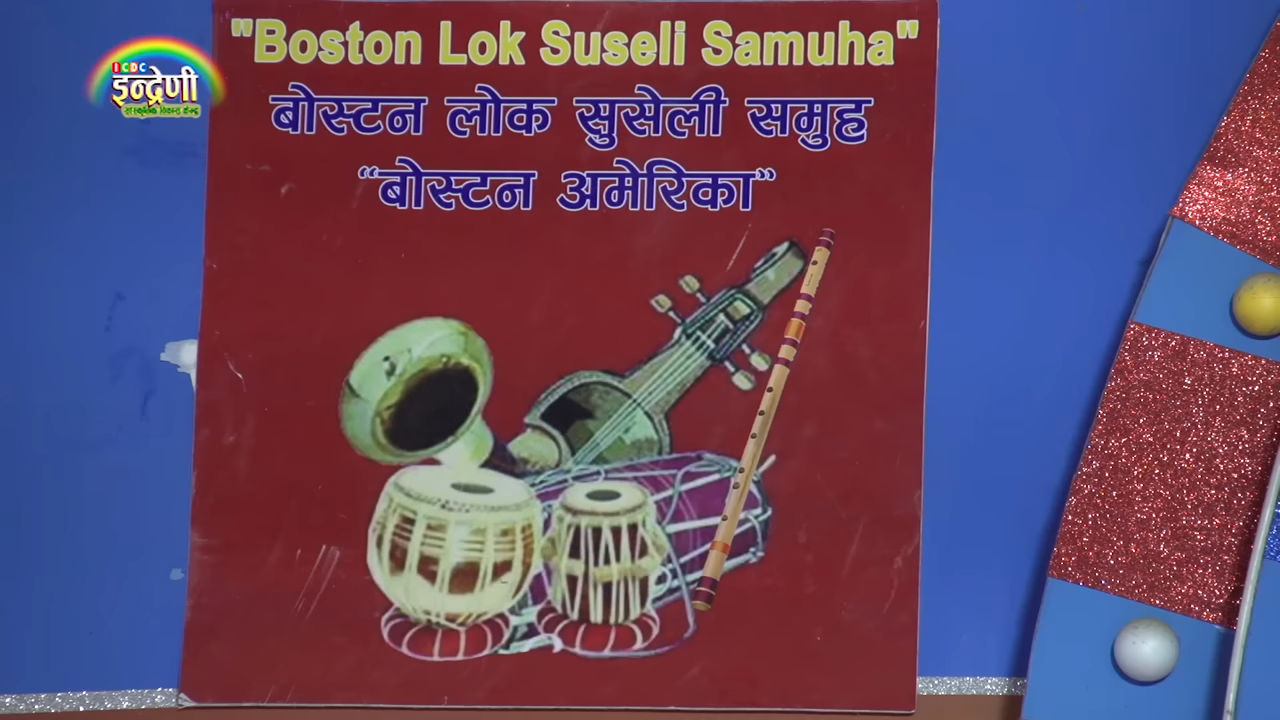 "Boston Lok Suseli Samuha"
बोस्टन लोक सुसेली समुह
“बोस्टन अमेरिका”
ICDC
इन्द्रेणी